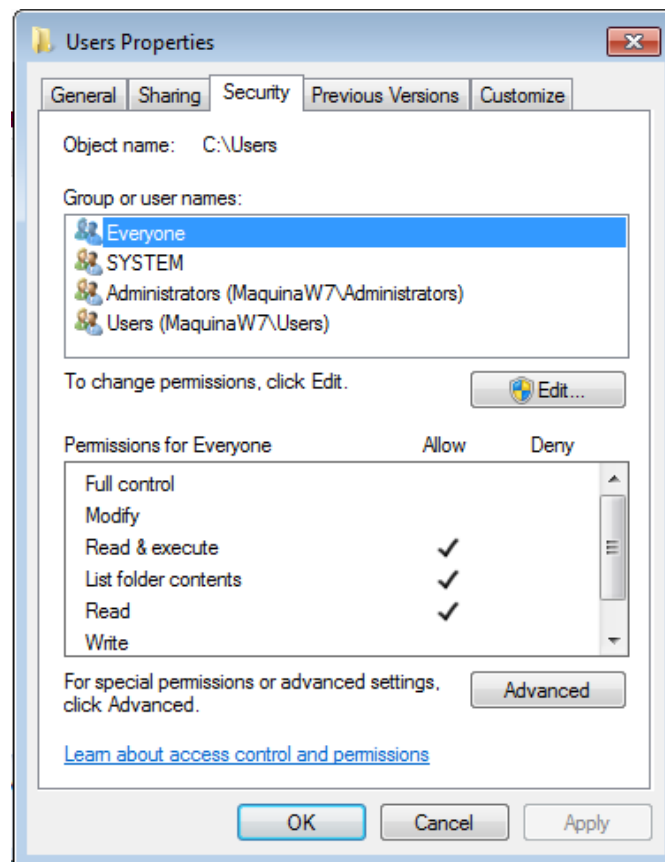 Users Properties
General Sharing Security Previous Versions Customize
Object name: C:\Users
Group or user names:
Everyone
SYSTEM
Administrators (MaquinaW7\Administrators)
Users (MaquinaW7\Users)
To change permissions, click Edit.
Edit...
Permissions for Everyone Allow Deny
Full control
Modify
Read & execute
List folder contents
Read
Write
For special permissions or advanced settings,
click Advanced.
Advanced
Learn about access control and permissions
OK Cancel Apply